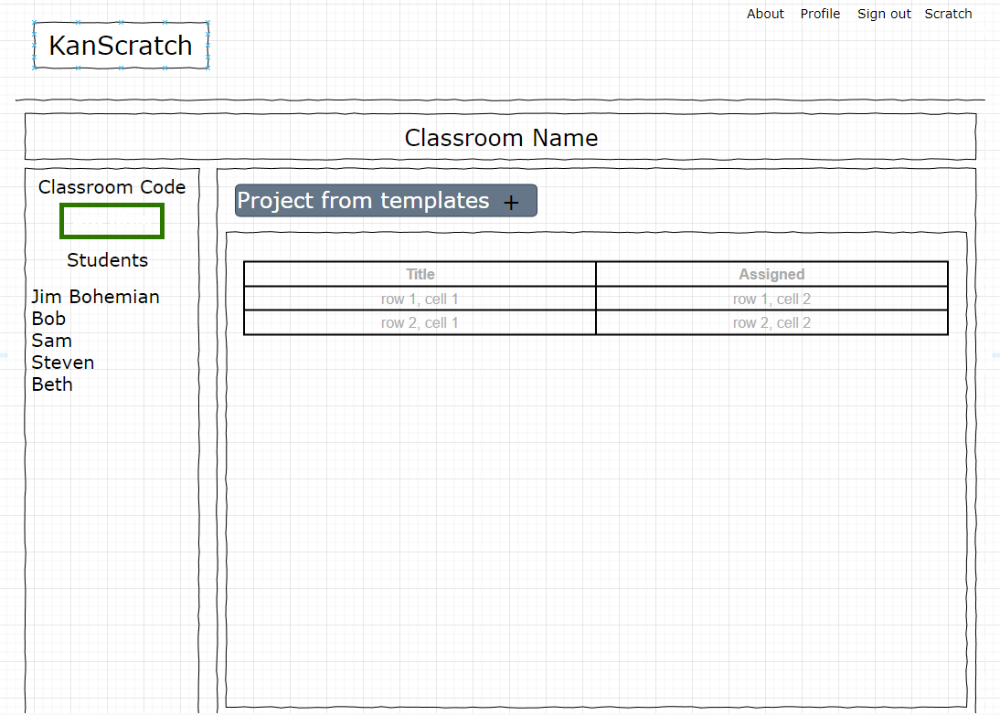 About Profile Sign out Scratch
KanScratch
Classroom Name
Classroom Code
Students
Jim Bohemian
Bob
Sam
Steven
Beth
Project from templates +
Title Assigned
row 1, cell 1 row 1, cell 2
row 2, cell 1 row 2, cell 2